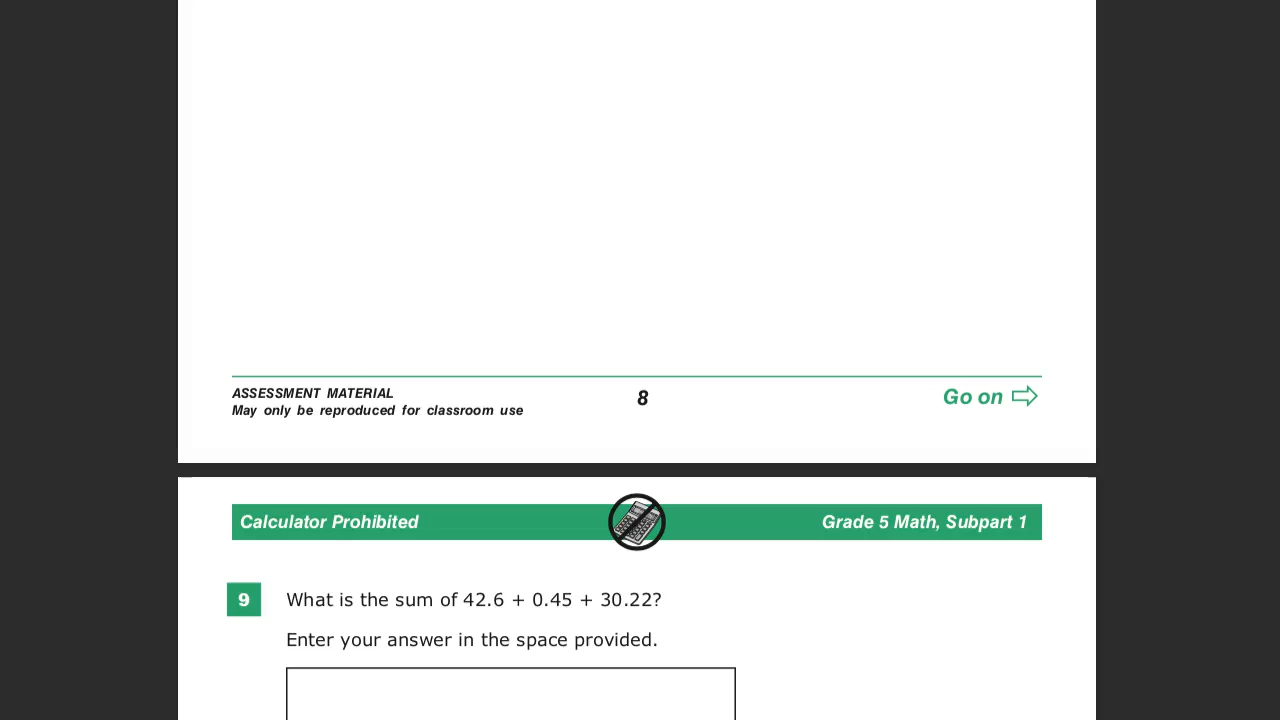 ASSESSMENT MATERIAL
May only be reproduced for classroom use
8
Go on
Calculator Prohibited
Grade 5 Math, Subpart 1
9
What is the sum of 42.6 + 0.45 + 30.22?
Enter your answer in the space provided.